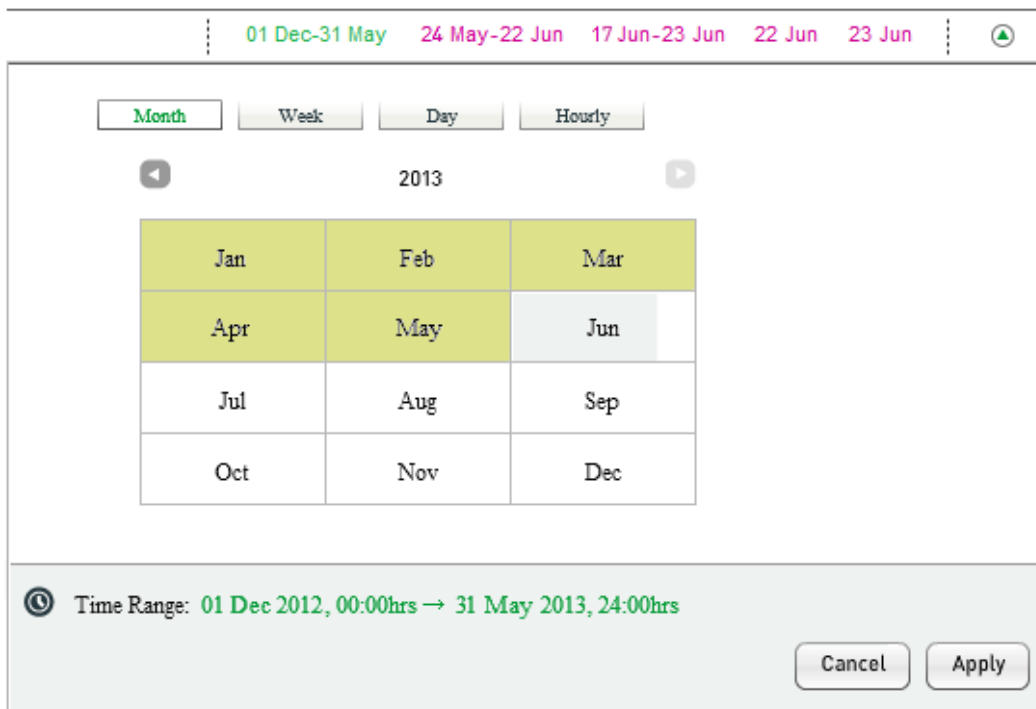 01 Dec-31 May 24 May-22 Jun 17 Jun-23 Jun 22 Jun 23 Jun
Month Week Day Hourly
2013
Jan Feb Mar
Apr May Jun
Jul Aug Sep
Oct Nov Dec
Time Range: 01 Dec 2012, 00:00hrs → 31 May 2013, 24:00hrs
Cancel Apply